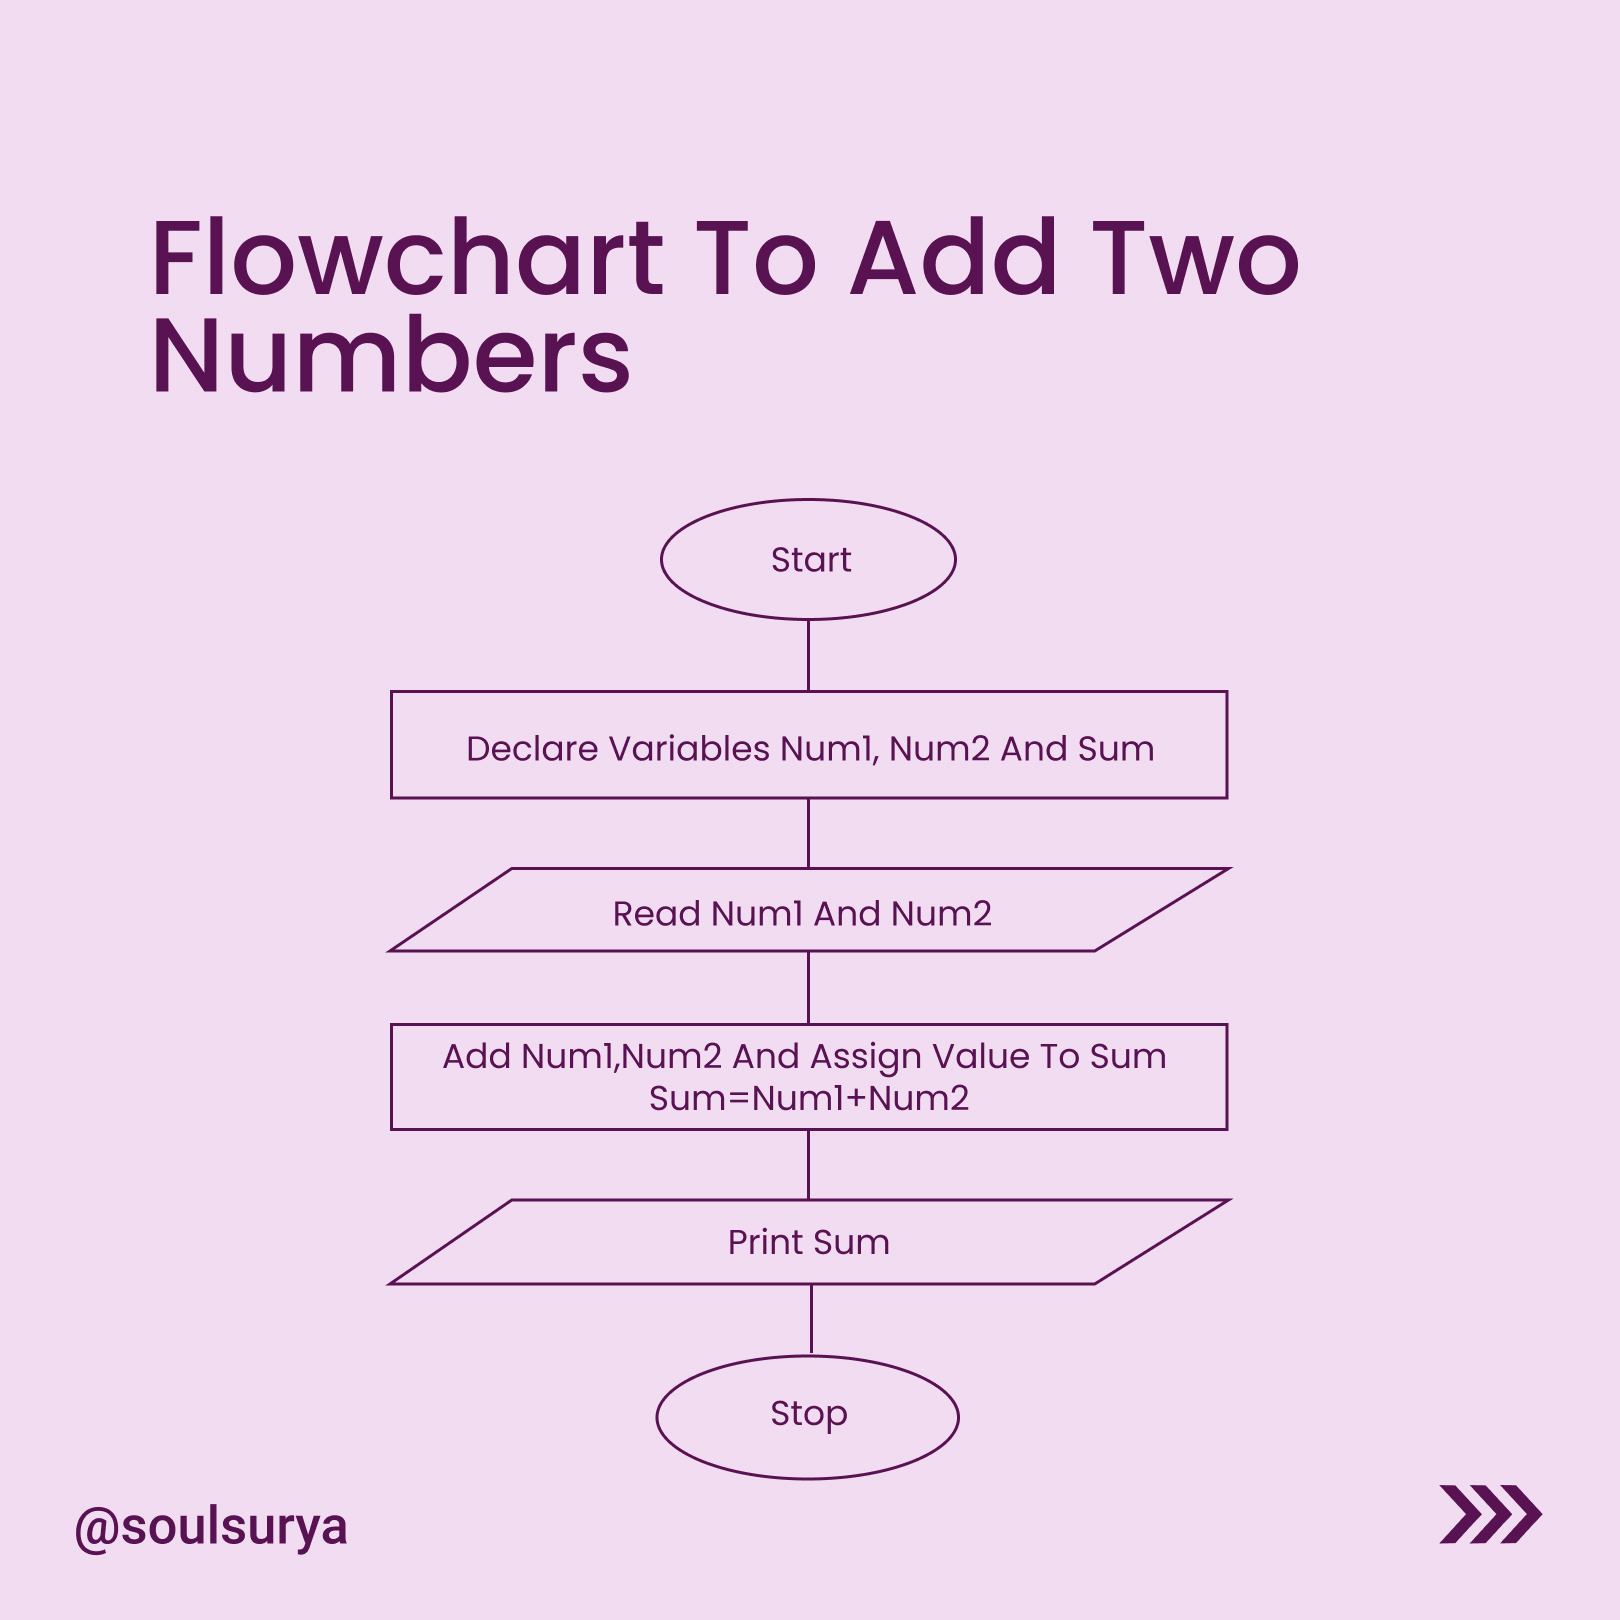 Flowchart To Add Two
Numbers
Start
Declare Variables Num1, Num2 And Sum
Read Num1 And Num2
Add Num1,Num2 And Assign Value To Sum
Sum=Num1+Num2
Print Sum
Stop
@soulsurya